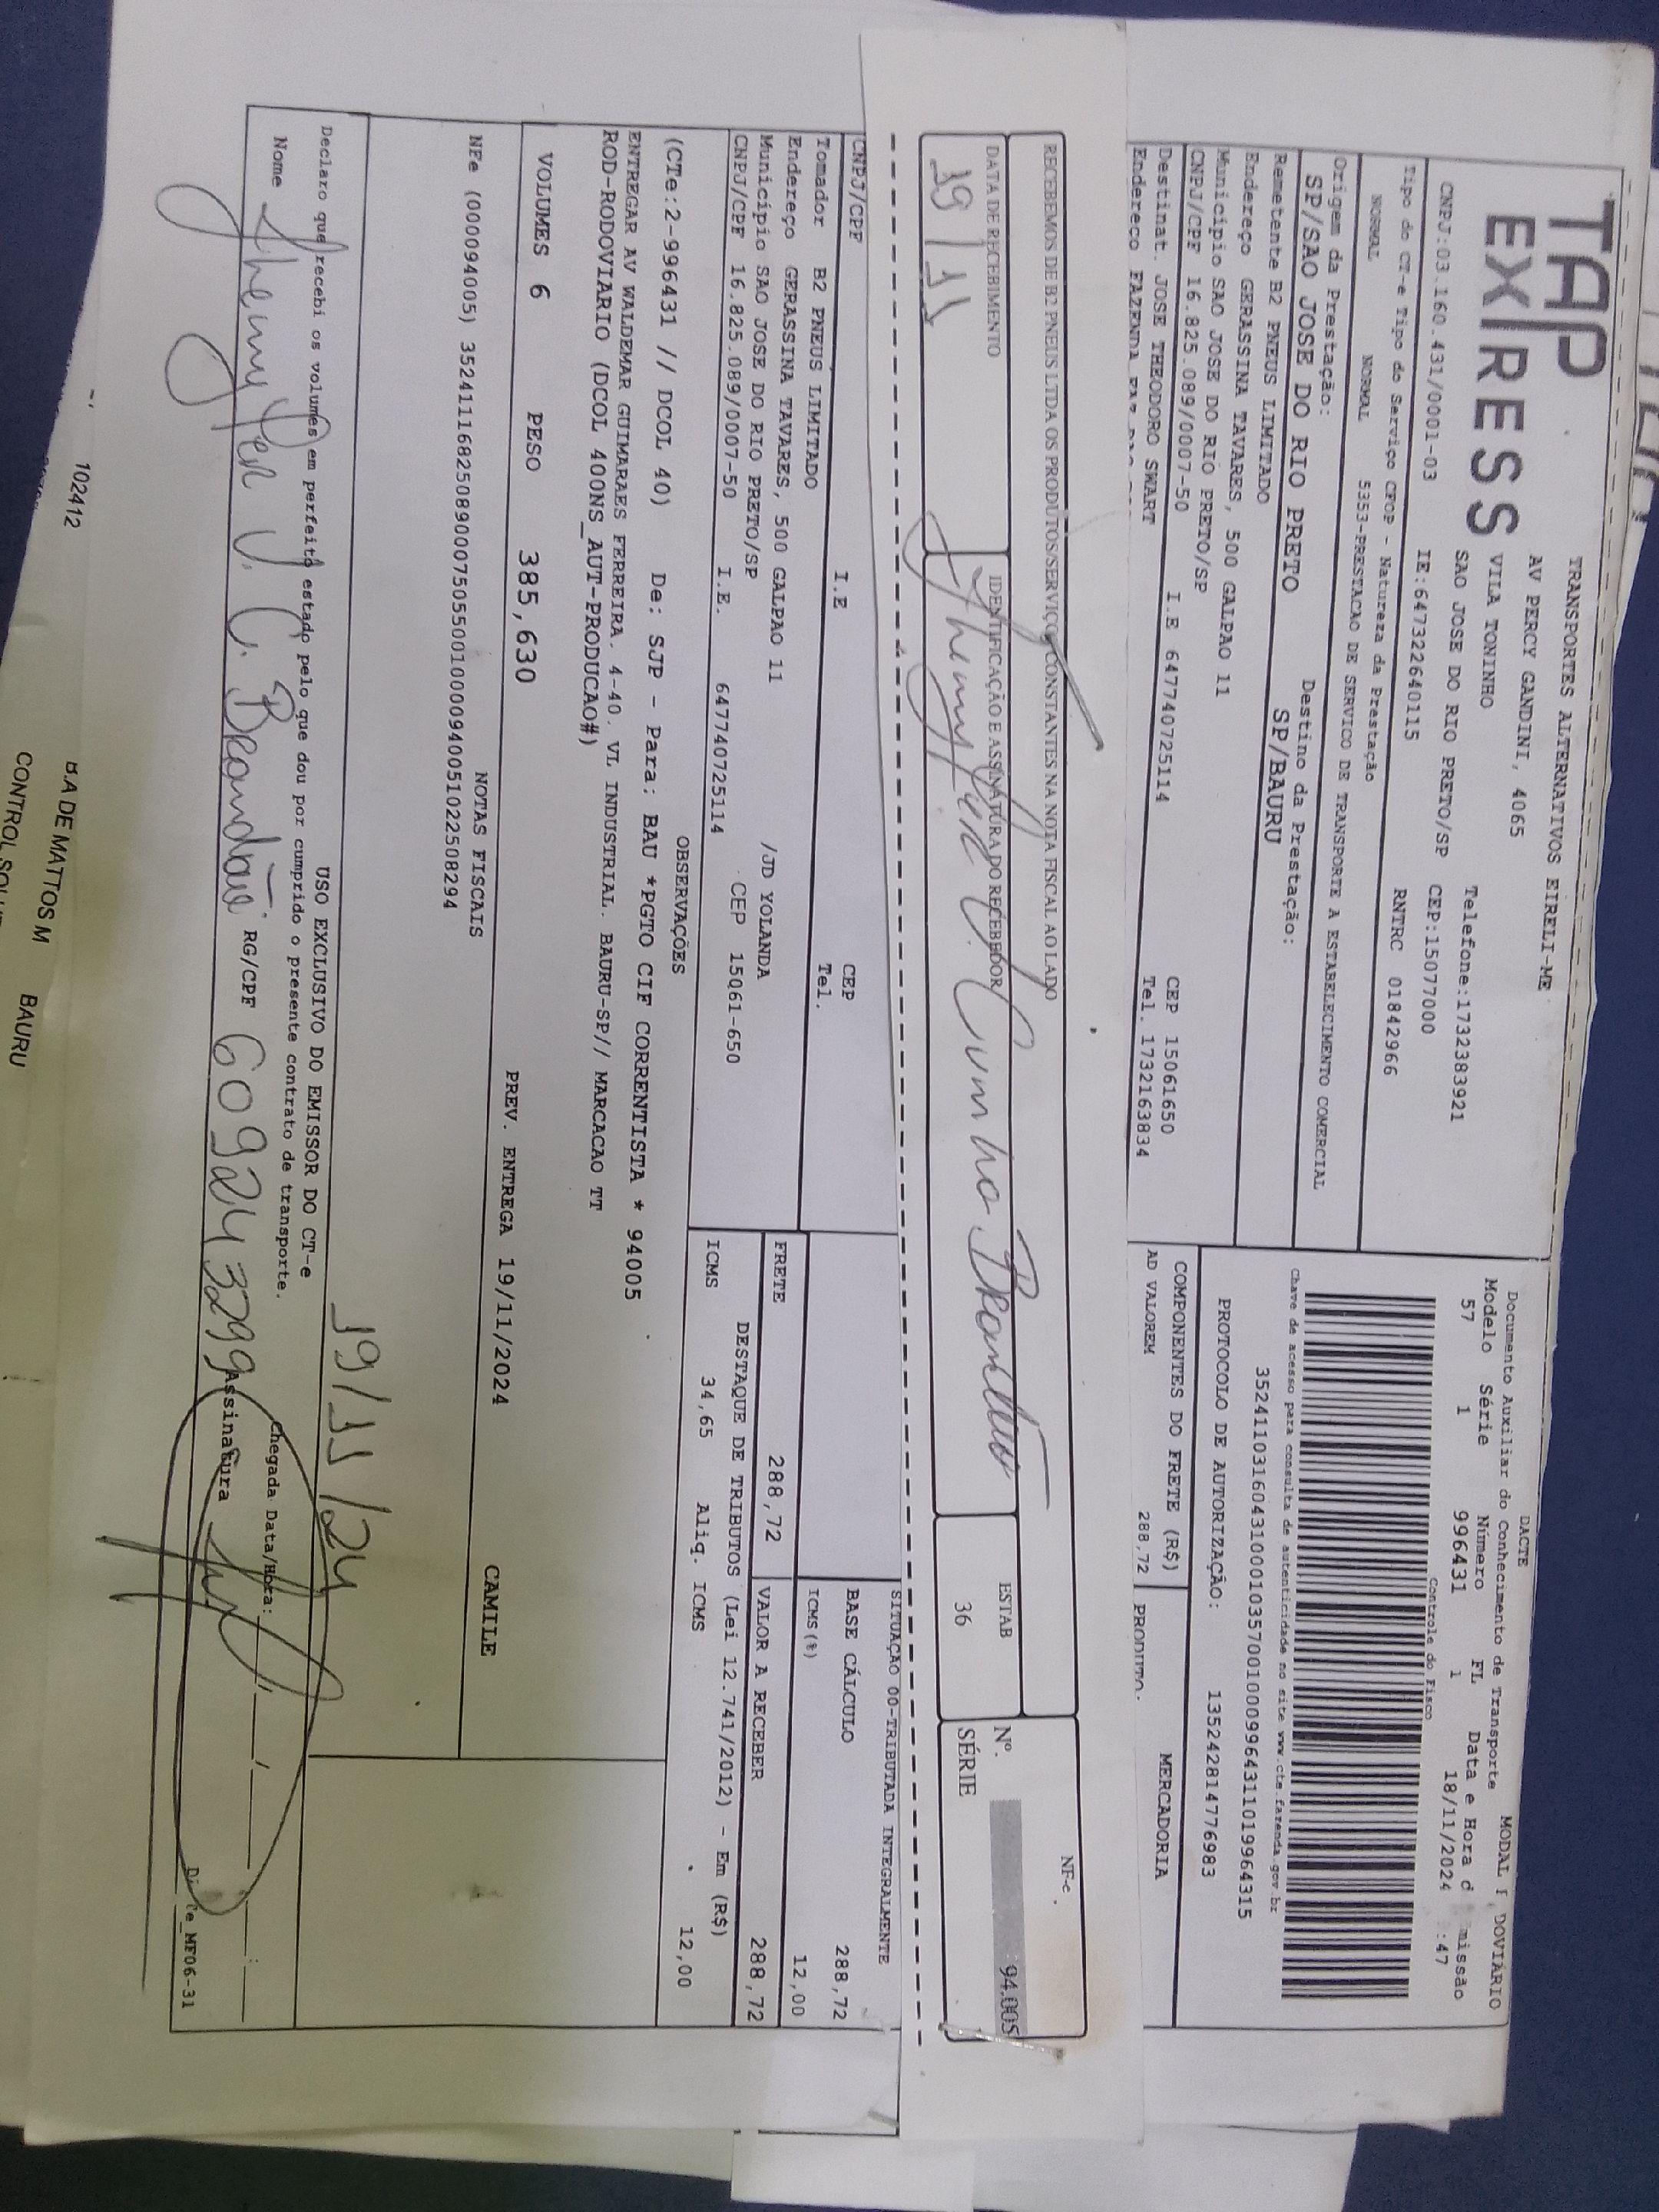 TAP
EXPRESS
TRANSPORTES ALTERNATIVOS EIRELI-ME
AV PERCY GANDINI, 4065
VILA TONINHO Telefone:1732383921
SAO JOSE DO RIO PRETO/SP CEP:15077000
CNPJ:03.160.431/0001-03 IE:647322640115 RNTRC 01842966
Tipo do CT-e Tipo do Serviço CFOP - Natureza da Prestação
NORMAL NORMAL 5353-PRESTACAO DE SERVICO DE TRANSPORTE A ESTABELECIMENTO COMERCIAL
Origem da Prestação: Destino da Prestação:
SP/SAO JOSE DO RIO PRETO SP/BAURU
Remetente B2 PNEUS LIMITADO
Endereço GERASSINA TAVARES, 500 GALPAO 11
Município SAO JOSE DO RIO PRETO/SP CEP 15061650
CNPJ/CPF 16.825.089/0007-50 I.E 647740725114 Tel. 1732163834
Destinat. JOSE THEODORO SWART
Endereço FAZENDA
DACTE
Documento Auxiliar do Conhecimento de Transporte MODAL
DOVIÁRIO
Modelo Série Número FL Data e Hora d missão
57 1 996431 1 18/11/2024 :47
Controle do Fisco
Chave de acesso para consulta de autenticidade no site www.cte.fazenda.gov.br
35241103160431000103570010009964311019964315
PROTOCOLO DE AUTORIZAÇÃO: 135242814776983
COMPONENTES DO FRETE (R$) MERCADORIA
AD VALOREM 288,72 PRODUTO:
RECEBEMOS DE B2 PNEUS LTDA OS PRODUTOS/SERVIÇOS CONSTANTES NA NOTA FISCAL AO LADO
NF-e
DATA DE RECEBIMENTO IDENTIFICAÇÃO E ASSINATURA DO RECEBEDOR ESTAB Nº. 94.005
19/11 36 SÉRIE
CNPJ/CPF I.E CEP
Tomador B2 PNEUS LIMITADO Tel.
Endereço GERASSINA TAVARES, 500 GALPAO 11 /JD YOLANDA
Município SAO JOSE DO RIO PRETO/SP CEP 15061-650
CNPJ/CPF 16.825.089/0007-50 I.E. 647740725114
SITUAÇÃO 00-TRIBUTADA INTEGRALMENTE
BASE CÁLCULO 288,72
ICMS(%) 12,00
FRETE 288,72 VALOR A RECEBER 288,72
DESTAQUE DE TRIBUTOS (Lei 12.741/2012) - Em (R$)
ICMS 34,65 Aliq. ICMS 12,00
OBSERVAÇÕES
(CTe:2-996431 // DCOL 40) De: SJP - Para: BAU *PGTO CIF CORRENTISTA * 94005
ENTREGAR AV WALDEMAR GUIMARAES FERREIRA. 4-40. VL INDUSTRIAL. BAURU-SP// MARCACAO TT
ROD-RODOVIARIO (DCOL 400NS_AUT-PRODUCAO#)
VOLUMES 6 PESO 385,630 PREV. ENTREGA 19/11/2024 CAMILE
NOTAS FISCAIS
NFe (000094005) 35241116825089000750550010000940051022508294
USO EXCLUSIVO DO EMISSOR DO CT-e
19/11/24
Declaro que recebi os volumes em perfeito estado pelo que dou por cumprido o presente contrato de transporte.
Chegada Data/Hora:
Nome RG/CPF 609243299 Assinatura
MF06-31
102412
B.A DE MATTOS M
CONTROL BAURU